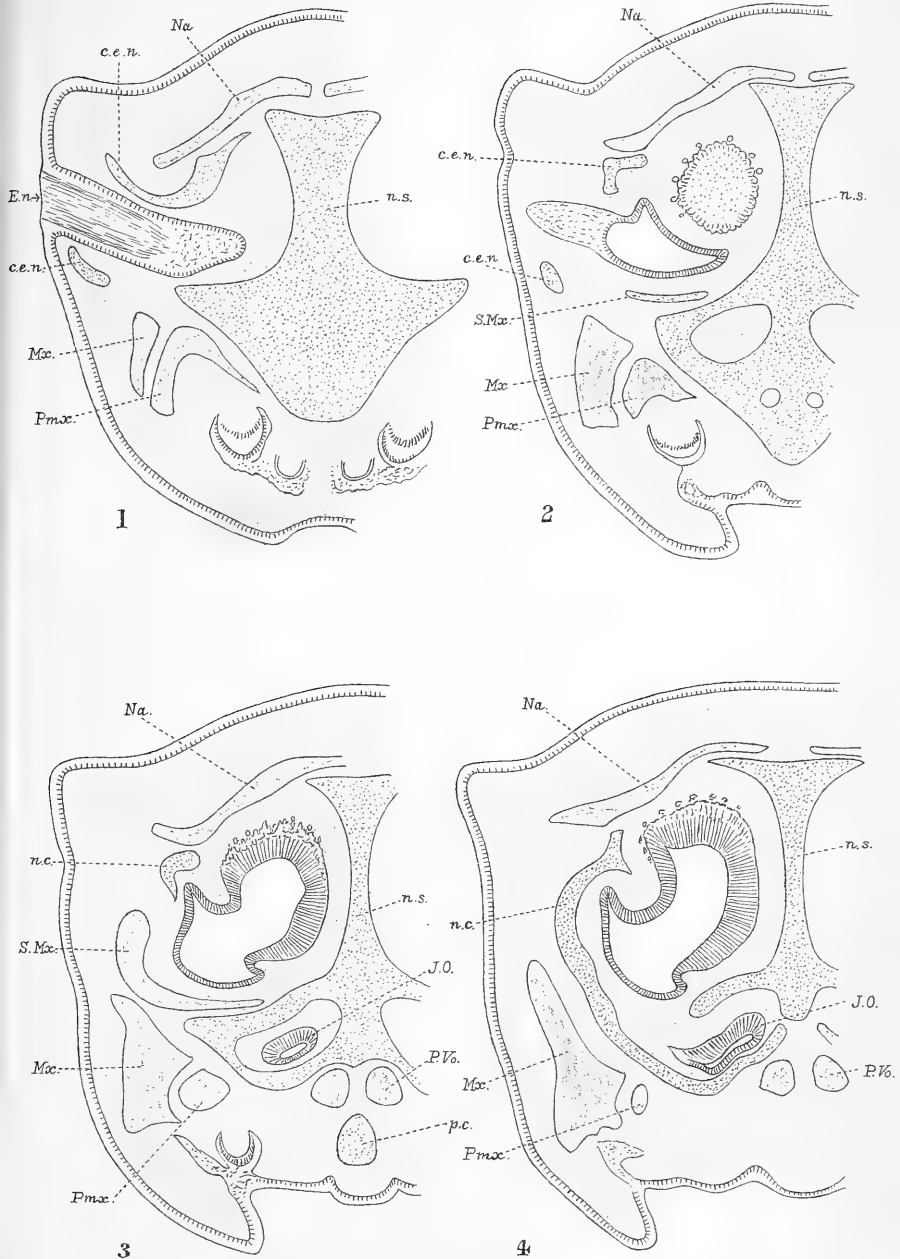 Na
c.e.n.
E.n
n.s.
c.e.n.
Mx.
Pmx.
1
Na.
c.e.n.
n.s.
c.e.n
S.Mx.
Mx
Pmx.
2
Na.
n.c.
n.s.
S.Mx.
J.O.
Mx.
P.Vo.
p.c.
Pmx.
3
Na.
n.s.
n.c.
J.O.
Mx.
P.Vo.
Pmx.
4